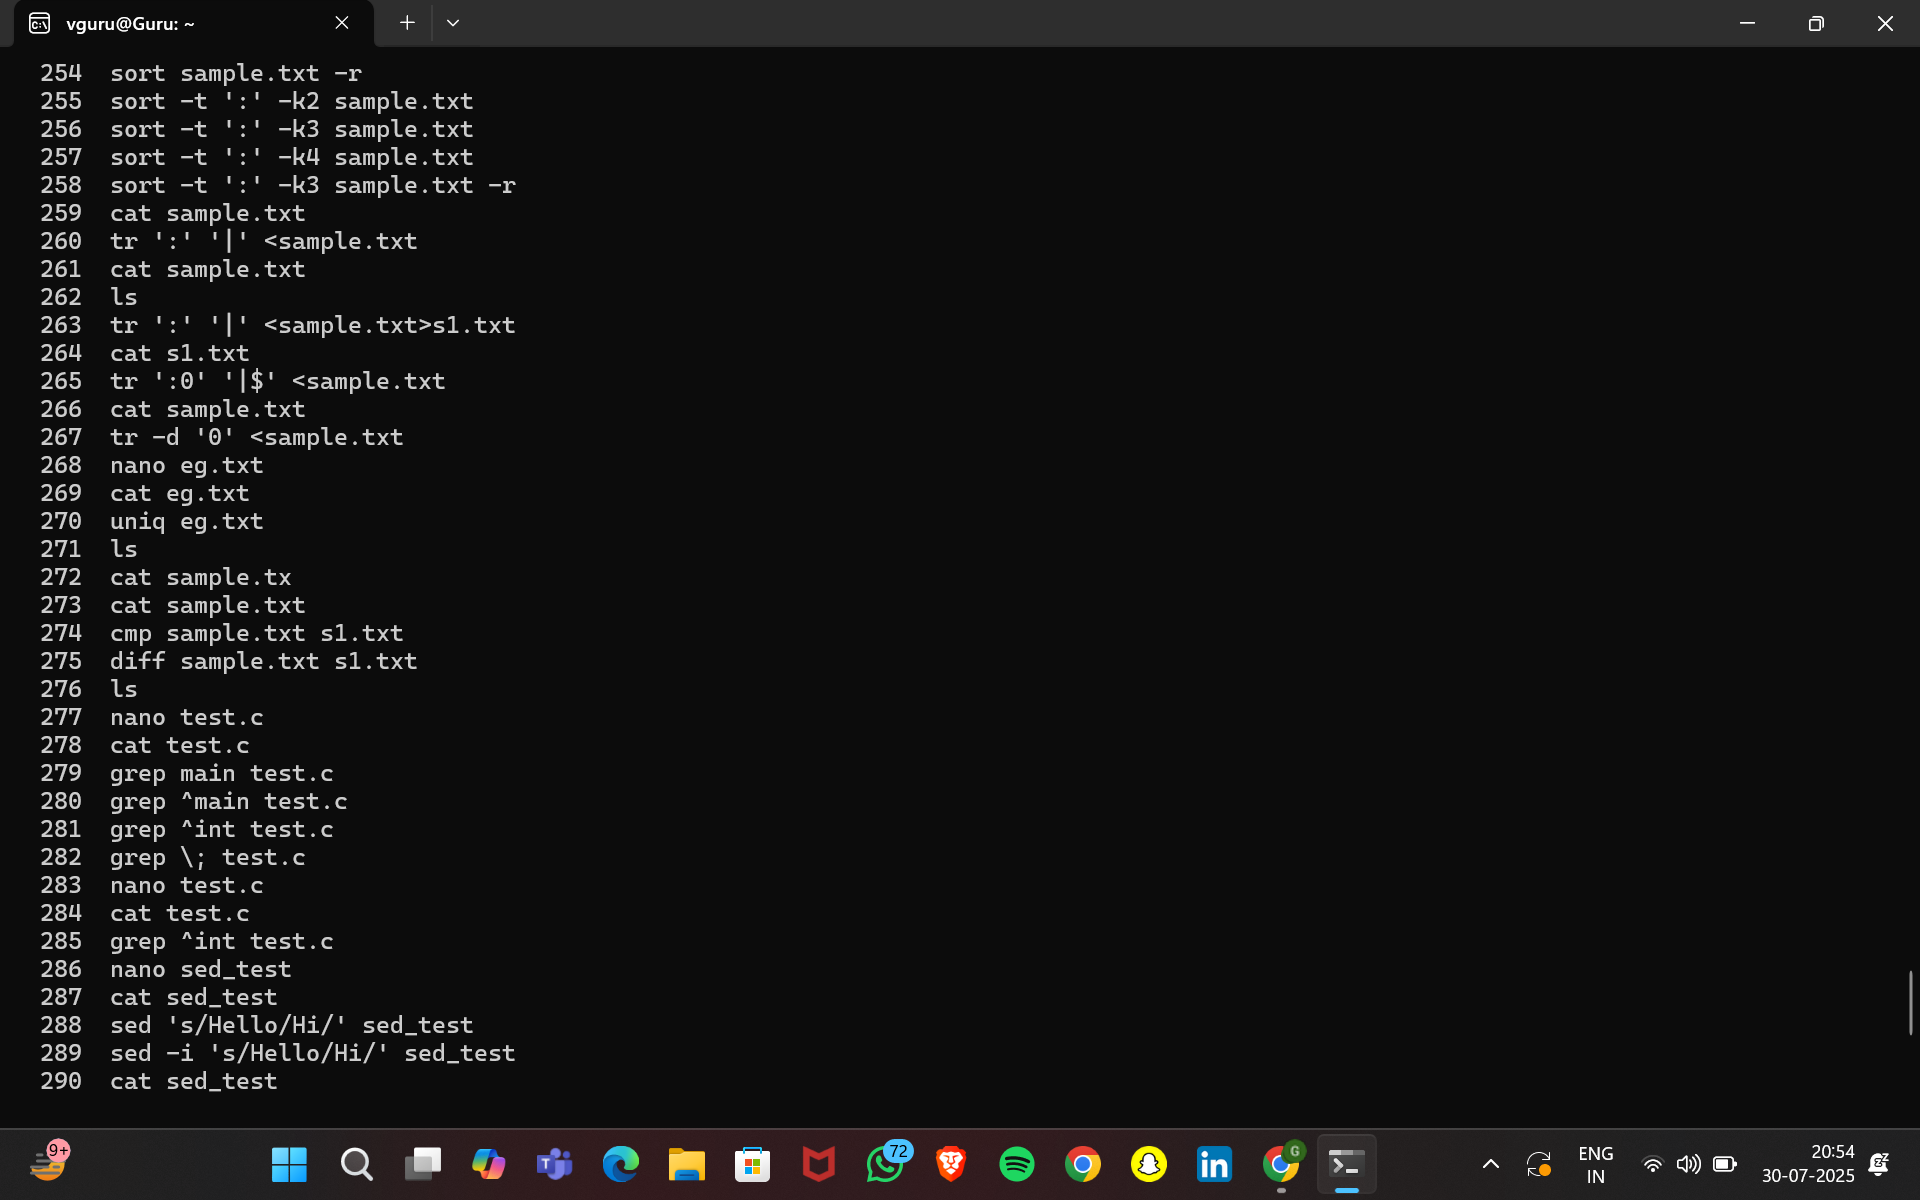 vguru@Guru: ~
254 sort sample.txt -r
255 sort -t ':' -k2 sample.txt
256 sort -t ':' -k3 sample.txt
257 sort -t ':' -k4 sample.txt
258 sort -t ':' -k3 sample.txt -r
259 cat sample.txt
260 tr ':' '|' <sample.txt
261 cat sample.txt
262 ls
263 tr ':' '|' <sample.txt>s1.txt
264 cat s1.txt
265 tr ':0' '|$' <sample.txt
266 cat sample.txt
267 tr -d '0' <sample.txt
268 nano eg.txt
269 cat eg.txt
270 uniq eg.txt
271 ls
272 cat sample.tx
273 cat sample.txt
274 cmp sample.txt s1.txt
275 diff sample.txt s1.txt
276 ls
277 nano test.c
278 cat test.c
279 grep main test.c
280 grep ^main test.c
281 grep ^int test.c
282 grep \; test.c
283 nano test.c
284 cat test.c
285 grep ^int test.c
286 nano sed_test
287 cat sed_test
288 sed 's/Hello/Hi/' sed_test
289 sed -i 's/Hello/Hi/' sed_test
290 cat sed_test
9+
72
G
ENG
IN
20:54
30-07-2025